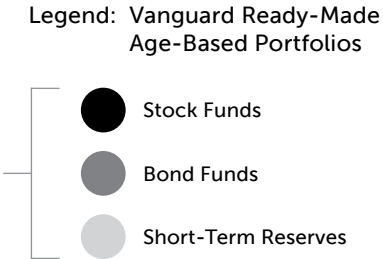 Legend: Vanguard Ready-Made
Age-Based Portfolios
Stock Funds
Bond Funds
Short-Term Reserves